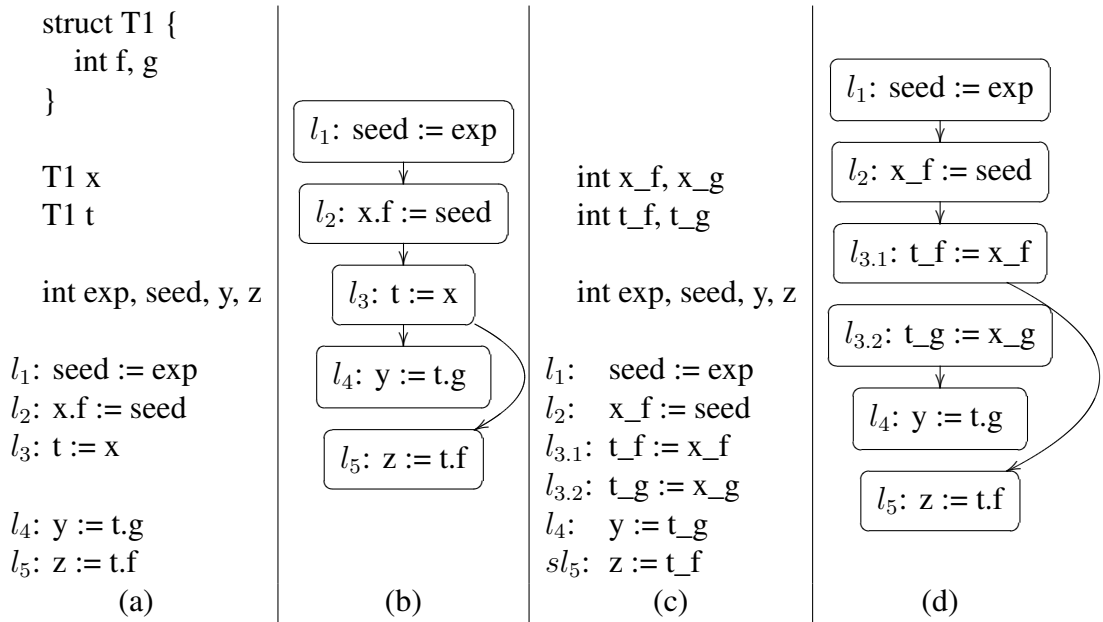 struct T1 {
int f, g
}
T1 x
T1 t
int exp, seed, y, z
l1: seed := exp
l2: x.f := seed
l3: t := x
l4: y := t.g
l5: z := t.f
(a)
l1: seed := exp
l2: x.f := seed
l3: t := x
l4: y := t.g
l5: z := t.f
(b)
int x_f, x_g
int t_f, t_g
int exp, seed, y, z
l1: seed := exp
l2: x_f := seed
l3.1: t_f := x_f
l3.2: t_g := x_g
l4: y := t_g
sl5: z := t_f
(c)
l1: seed := exp
l2: x_f := seed
l3.1: t_f := x_f
l3.2: t_g := x_g
l4: y := t.g
l5: z := t.f
(d)